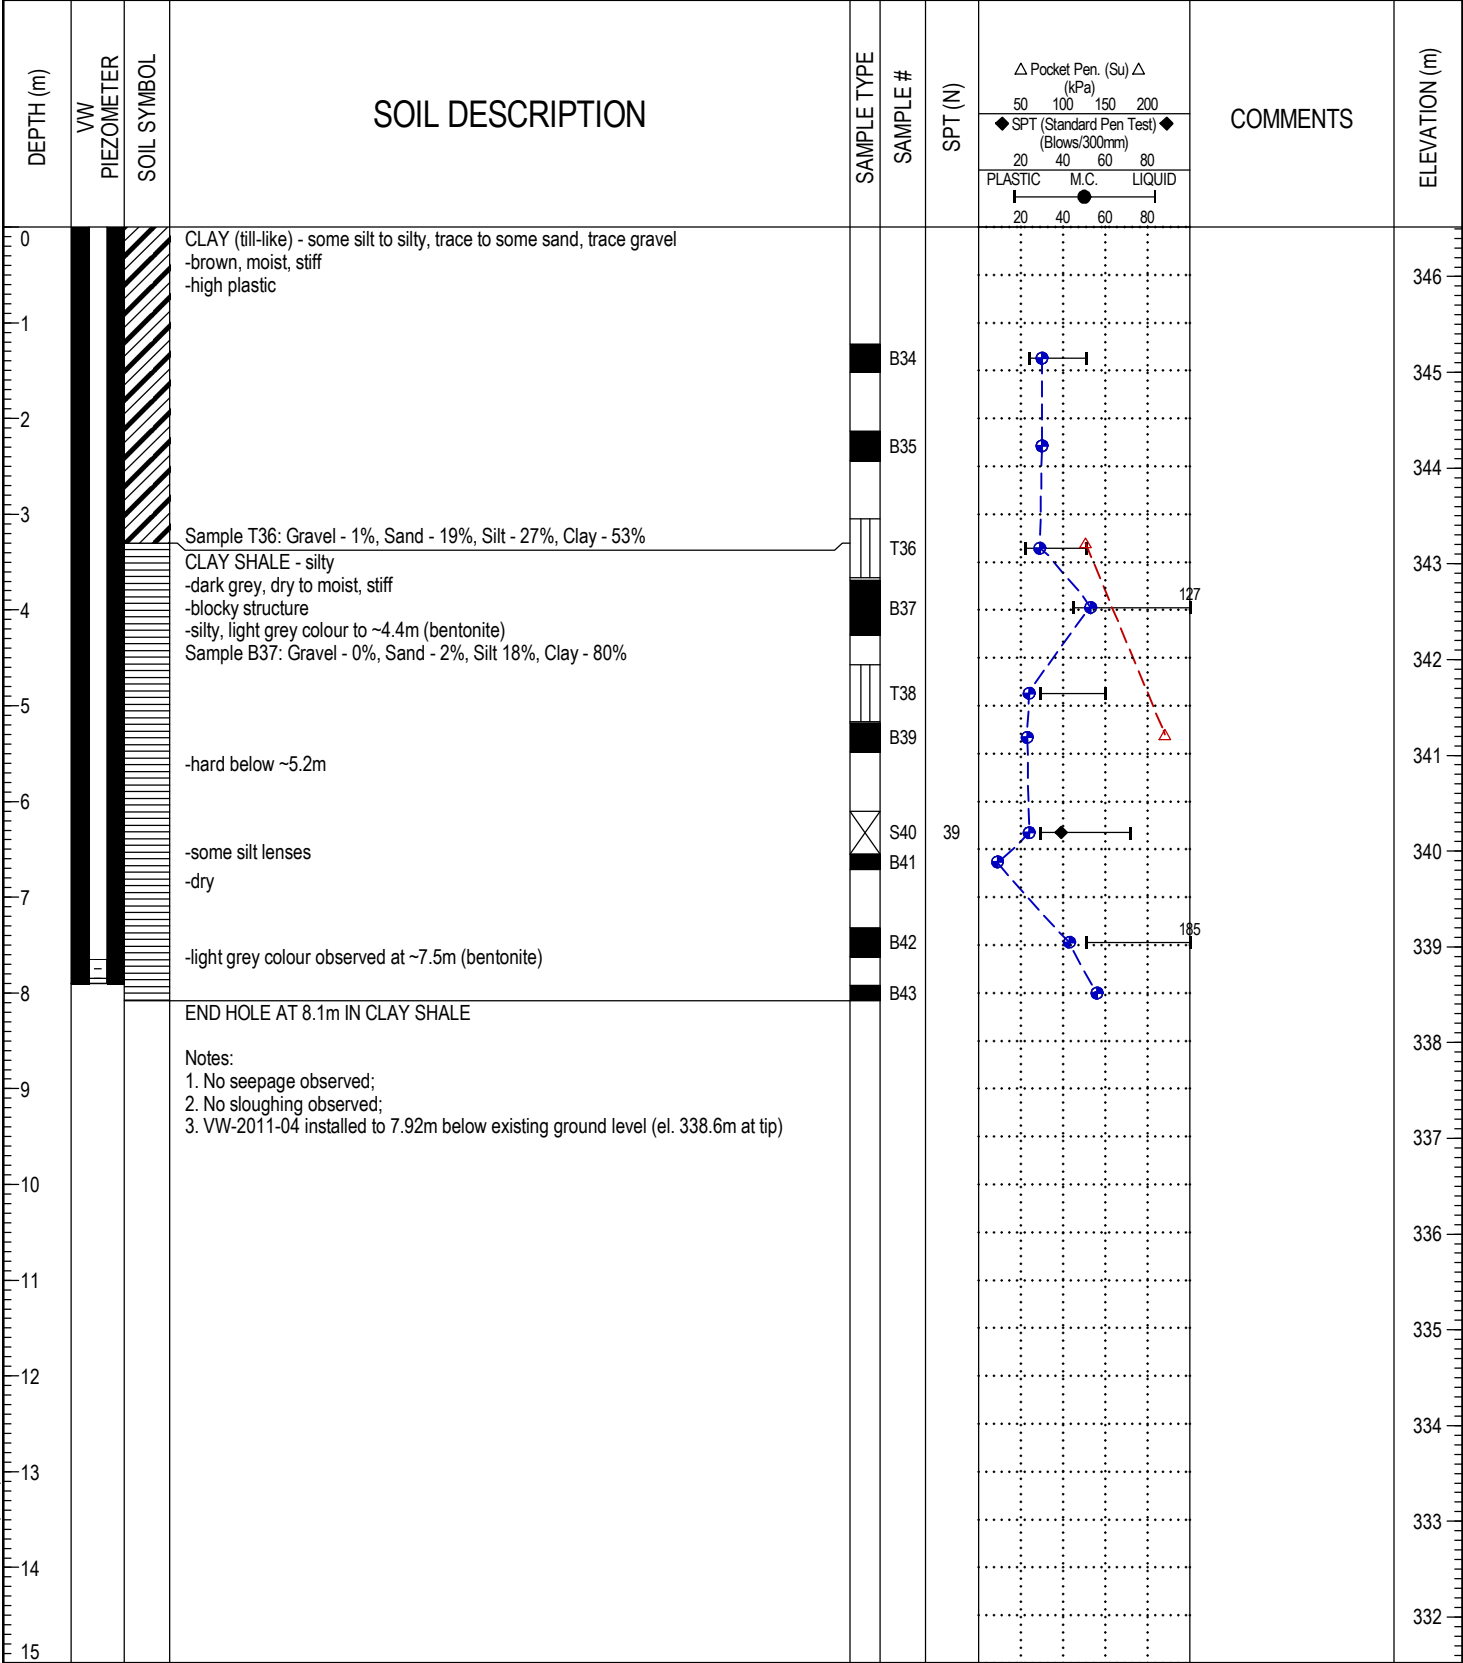 DEPTH (m)
VW PIEZOMETER
SOIL SYMBOL
SOIL DESCRIPTION
SAMPLE TYPE
SAMPLE #
SPT (N)
△ Pocket Pen. (Su) △
(kPa)
50 100 150 200
◆ SPT (Standard Pen Test) ◆
(Blows/300mm)
20 40 60 80
PLASTIC M.C. LIQUID
20 40 60 80
COMMENTS
ELEVATION (m)
0
CLAY (till-like) - some silt to silty, trace to some sand, trace gravel
-brown, moist, stiff
346
-high plastic
1
B34
345
2
B35
344
3
Sample T36: Gravel - 1%, Sand - 19%, Silt - 27%, Clay - 53%
T36
CLAY SHALE - silty
343
-dark grey, dry to moist, stiff
127
-blocky structure
4
B37
-silty, light grey colour to ~4.4m (bentonite)
Sample B37: Gravel - 0%, Sand - 2%, Silt 18%, Clay - 80%
342
T38
5
B39
341
-hard below ~5.2m
6
S40 39
-some silt lenses
340
B41
-dry
7
185
B42
339
-light grey colour observed at ~7.5m (bentonite)
8
B43
END HOLE AT 8.1m IN CLAY SHALE
338
Notes:
1. No seepage observed;
9
2. No sloughing observed;
3. VW-2011-04 installed to 7.92m below existing ground level (el. 338.6m at tip)
337
10
336
11
335
12
334
13
333
14
332
15